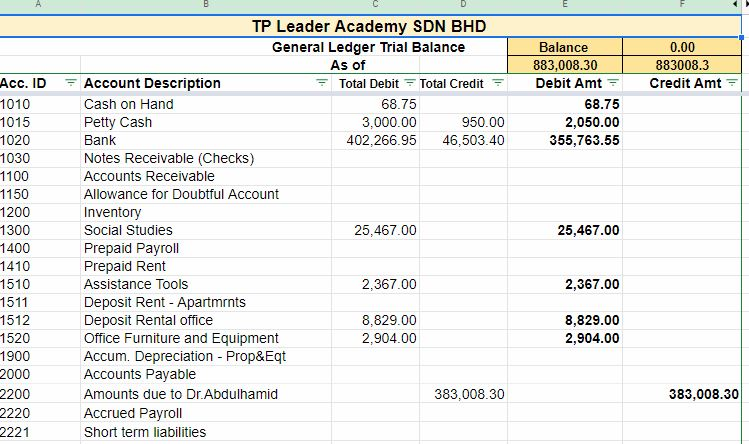 A B C D E F
TP Leader Academy SDN BHD
General Ledger Trial Balance Balance 0.00
As of 883,008.30 883008.3
Acc. ID Account Description Total Debit Total Credit Debit Amt Credit Amt
1010 Cash on Hand 68.75 68.75
1015 Petty Cash 3,000.00 950.00 2,050.00
1020 Bank 402,266.95 46,503.40 355,763.55
1030 Notes Receivable (Checks)
1100 Accounts Receivable
1150 Allowance for Doubtful Account
1200 Inventory
1300 Social Studies 25,467.00 25,467.00
1400 Prepaid Payroll
1410 Prepaid Rent
1510 Assistance Tools 2,367.00 2,367.00
1511 Deposit Rent - Apartmrnts
1512 Deposit Rental office 8,829.00 8,829.00
1520 Office Furniture and Equipment 2,904.00 2,904.00
1900 Accum. Depreciation - Prop&Eqt
2000 Accounts Payable
2200 Amounts due to Dr.Abdulhamid 383,008.30 383,008.30
2220 Accrued Payroll
2221 Short term liabilities